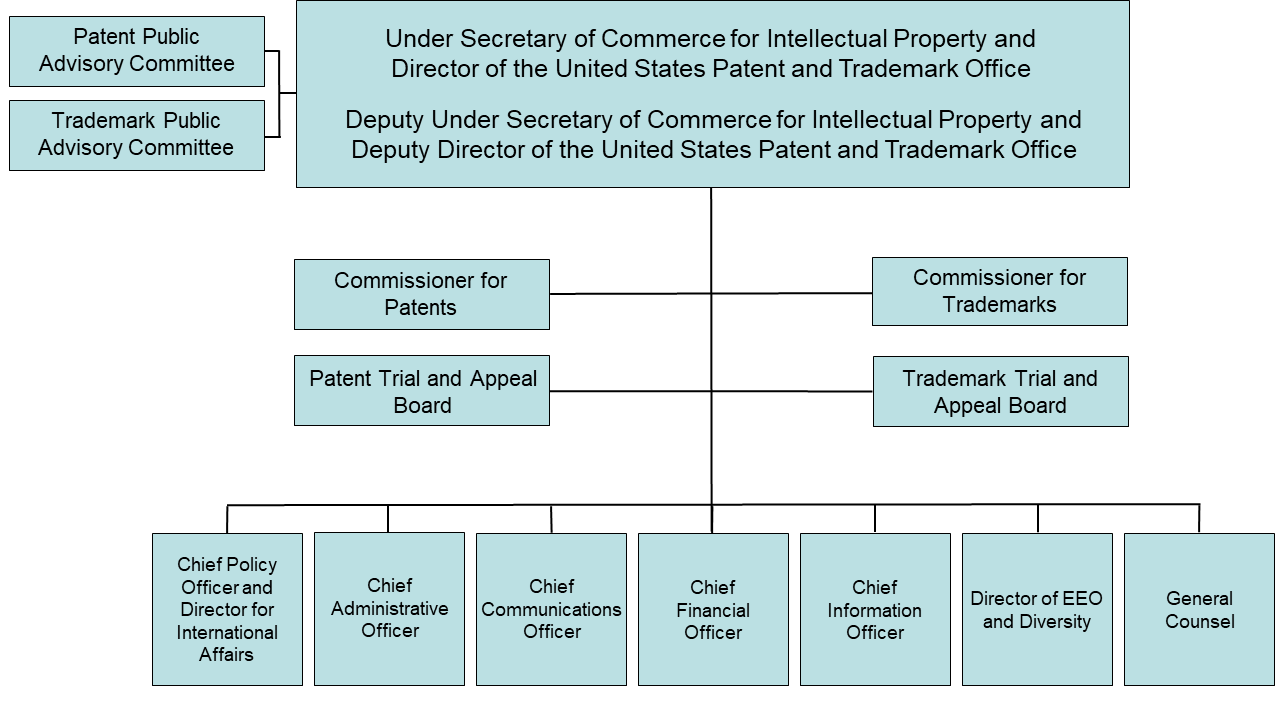 Patent Public
Advisory Committee
Trademark Public
Advisory Committee
Under Secretary of Commerce for Intellectual Property and
Director of the United States Patent and Trademark Office
Deputy Under Secretary of Commerce for Intellectual Property and
Deputy Director of the United States Patent and Trademark Office
Commissioner for
Patents
Commissioner for
Trademarks
Patent Trial and Appeal
Board
Trademark Trial and
Appeal Board
Chief Policy
Officer and
Director for
International
Affairs
Chief
Administrative
Officer
Chief
Communications
Officer
Chief
Financial
Officer
Chief
Information
Officer
Director of EEO
and Diversity
General
Counsel